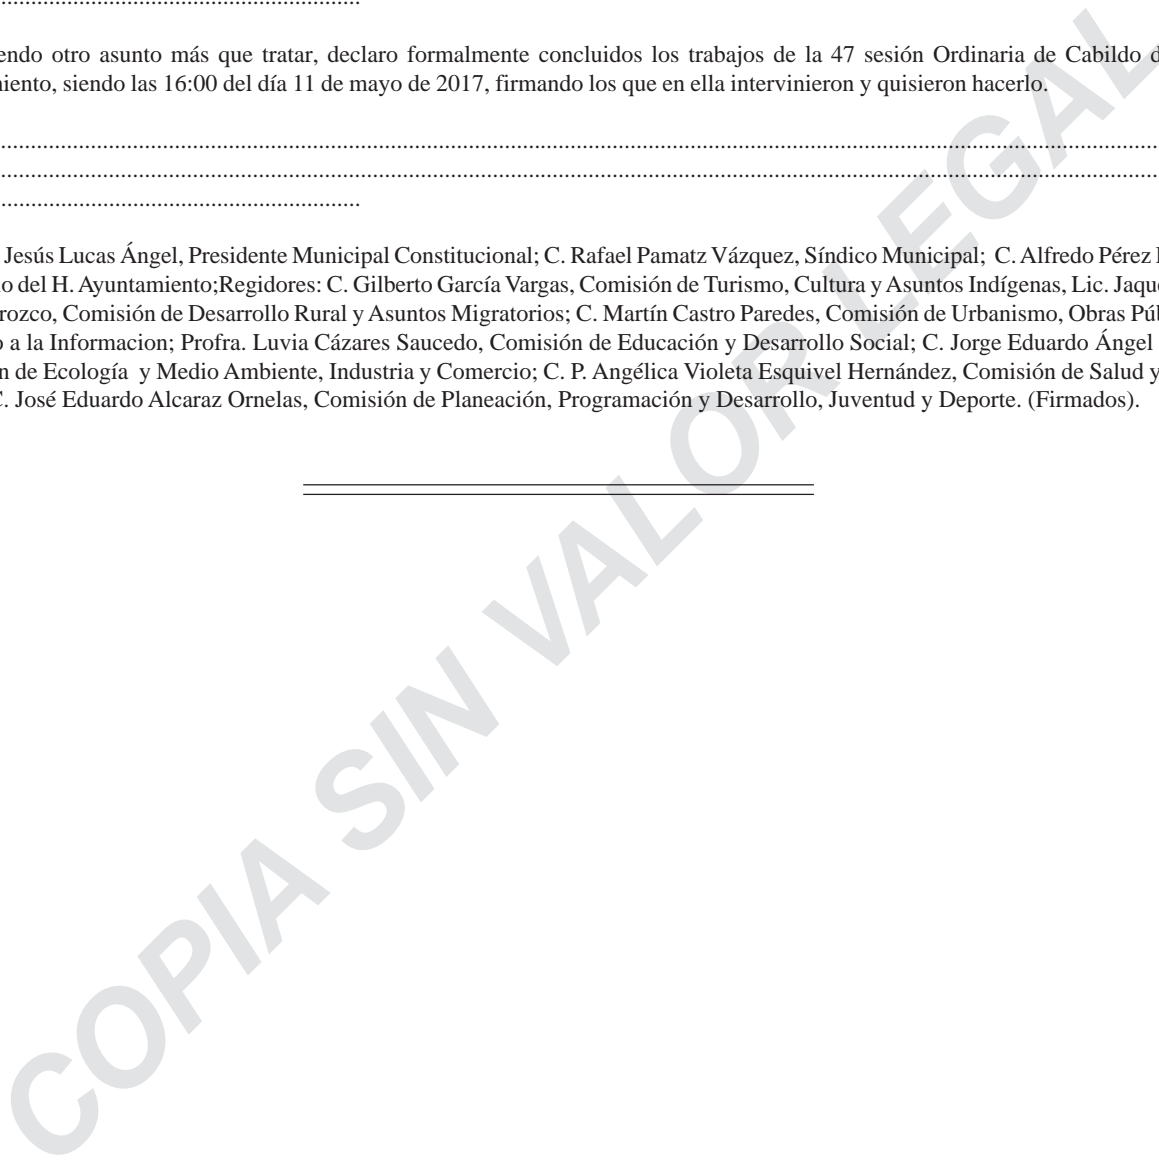 endo otro asunto más que tratar, declaro formalmente concluidos los trabajos de la 47 sesión Ordinaria de Cabildo d
iento, siendo las 16:00 del día 11 de mayo de 2017, firmando los que en ella intervinieron y quisieron hacerlo.
Jesús Lucas Ángel, Presidente Municipal Constitucional; C. Rafael Pamatz Vázquez, Síndico Municipal; C. Alfredo Pérez
o del H. Ayuntamiento;Regidores: C. Gilberto García Vargas, Comisión de Turismo, Cultura y Asuntos Indígenas, Lic. Jaqu
rozco, Comisión de Desarrollo Rural y Asuntos Migratorios; C. Martín Castro Paredes, Comisión de Urbanismo, Obras Púb
o a la Informacion; Profra. Luvia Cázares Saucedo, Comisión de Educación y Desarrollo Social; C. Jorge Eduardo Ángel
n de Ecología y Medio Ambiente, Industria y Comercio; C. P. Angélica Violeta Esquivel Hernández, Comisión de Salud y
C. José Eduardo Alcaraz Ornelas, Comisión de Planeación, Programación y Desarrollo, Juventud y Deporte. (Firmados).
COPIA SIN VALOR LEGAL